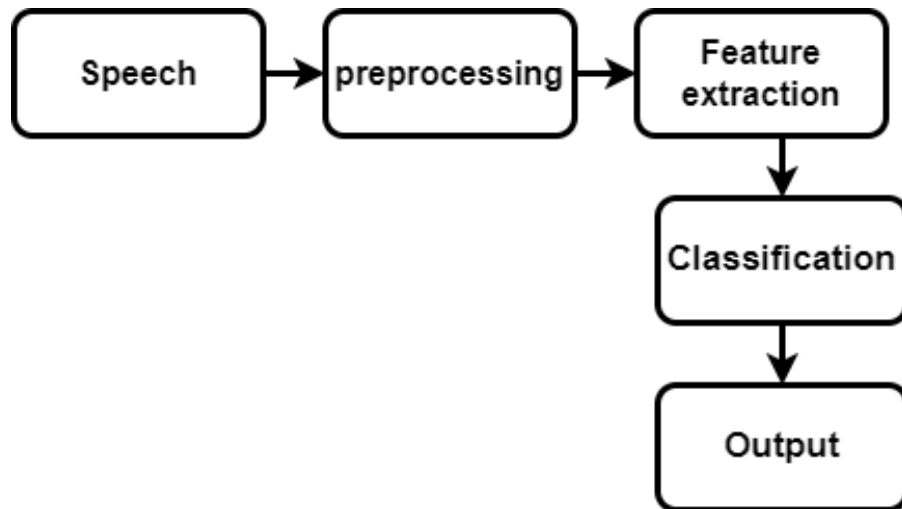 Speech
preprocessing
Feature
extraction
Classification
Output